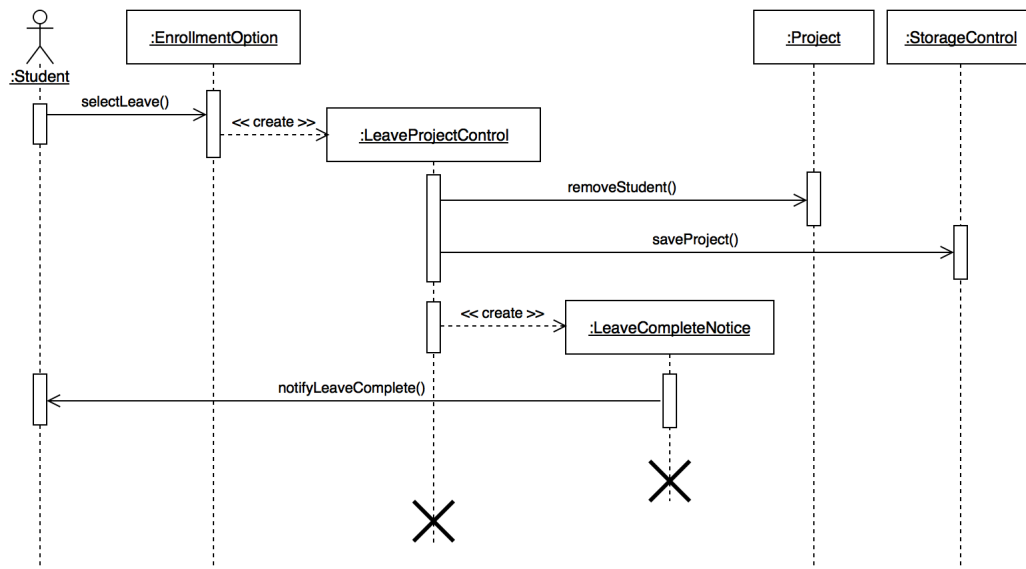 :EnrollmentOption
:Project
:StorageControl
:Student
selectLeave()
<< create >>
:LeaveProjectControl
removeStudent()
saveProject()
<< create >>
:LeaveCompleteNotice
notifyLeaveComplete()